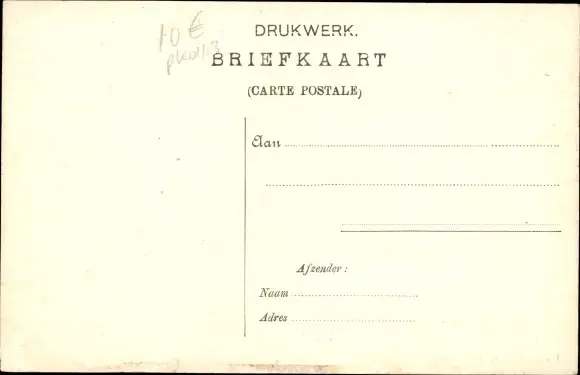 10 €
DRUKWERK.
BRIEFKAART
(CARTE POSTALE)
Aan
Afzender:
Naam
Adres